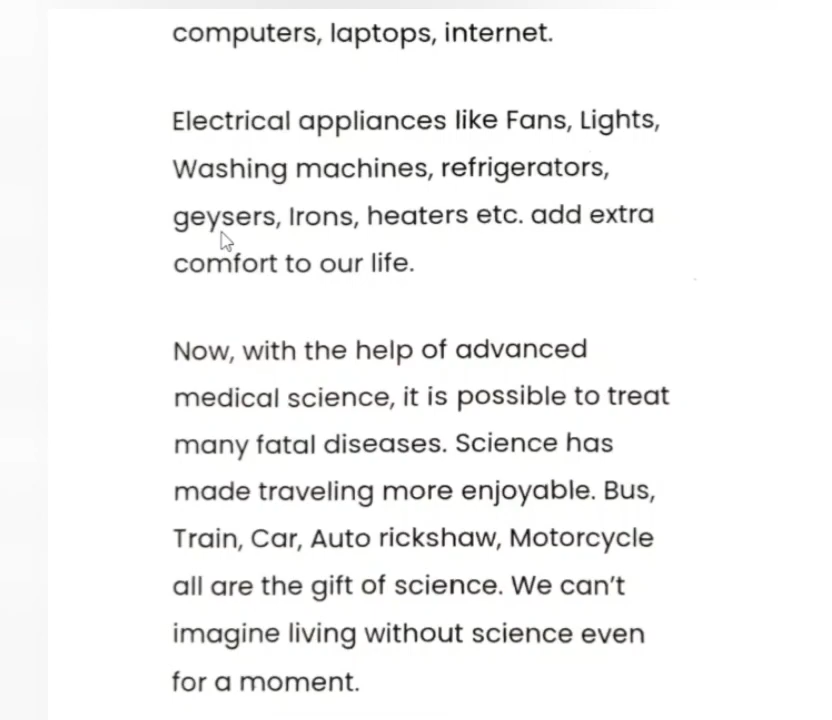 computers, laptops, internet.
Electrical appliances like Fans, Lights,
Washing machines, refrigerators,
geysers, Irons, heaters etc. add extra
comfort to our life.
Now, with the help of advanced
medical science, it is possible to treat
many fatal diseases. Science has
made traveling more enjoyable. Bus,
Train, Car, Auto rickshaw, Motorcycle
all are the gift of science. We can't
imagine living without science even
for a moment.